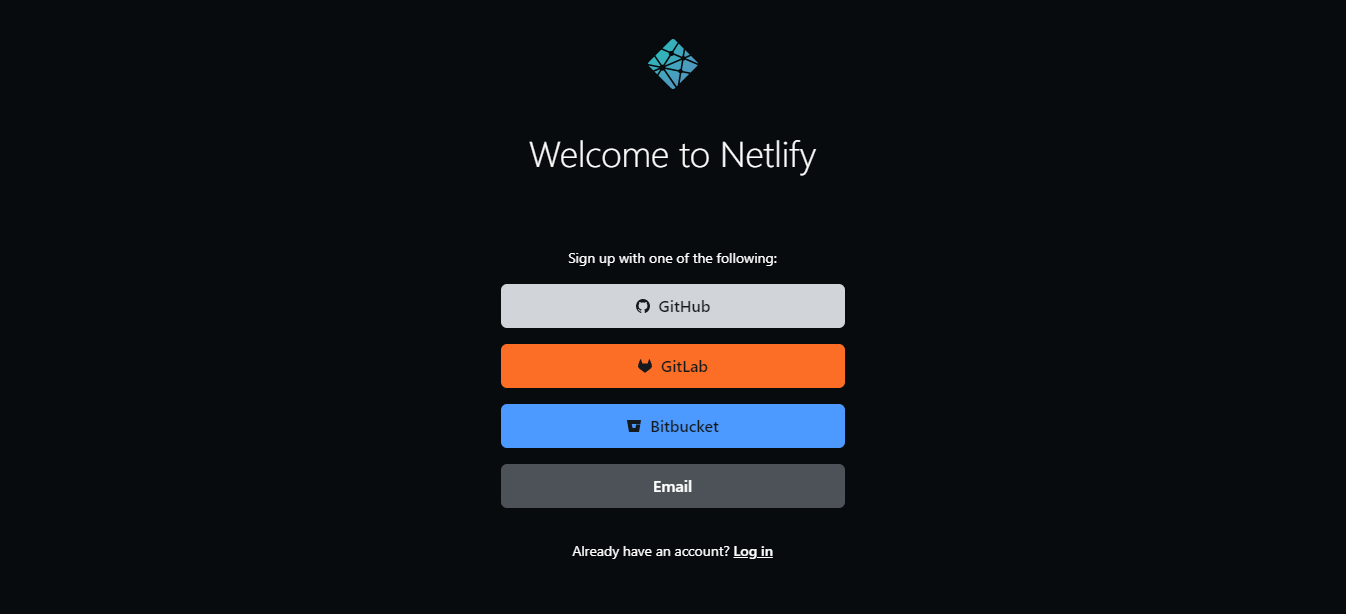 Welcome to Netlify
Sign up with one of the following:
GitHub
GitLab
Bitbucket
Email
Already have an account? Log in